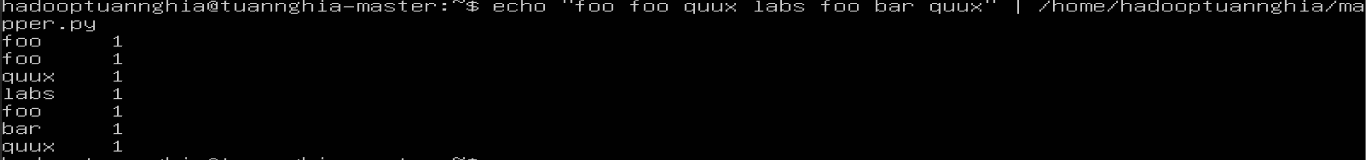 hadooptuannghia@tuannghia-master:~$ echo "foo foo quux labs foo bar quux" | /home/hadooptuannghia/ma
pper.py
foo     1
foo     1
quux    1
labs    1
foo     1
bar     1
quux    1